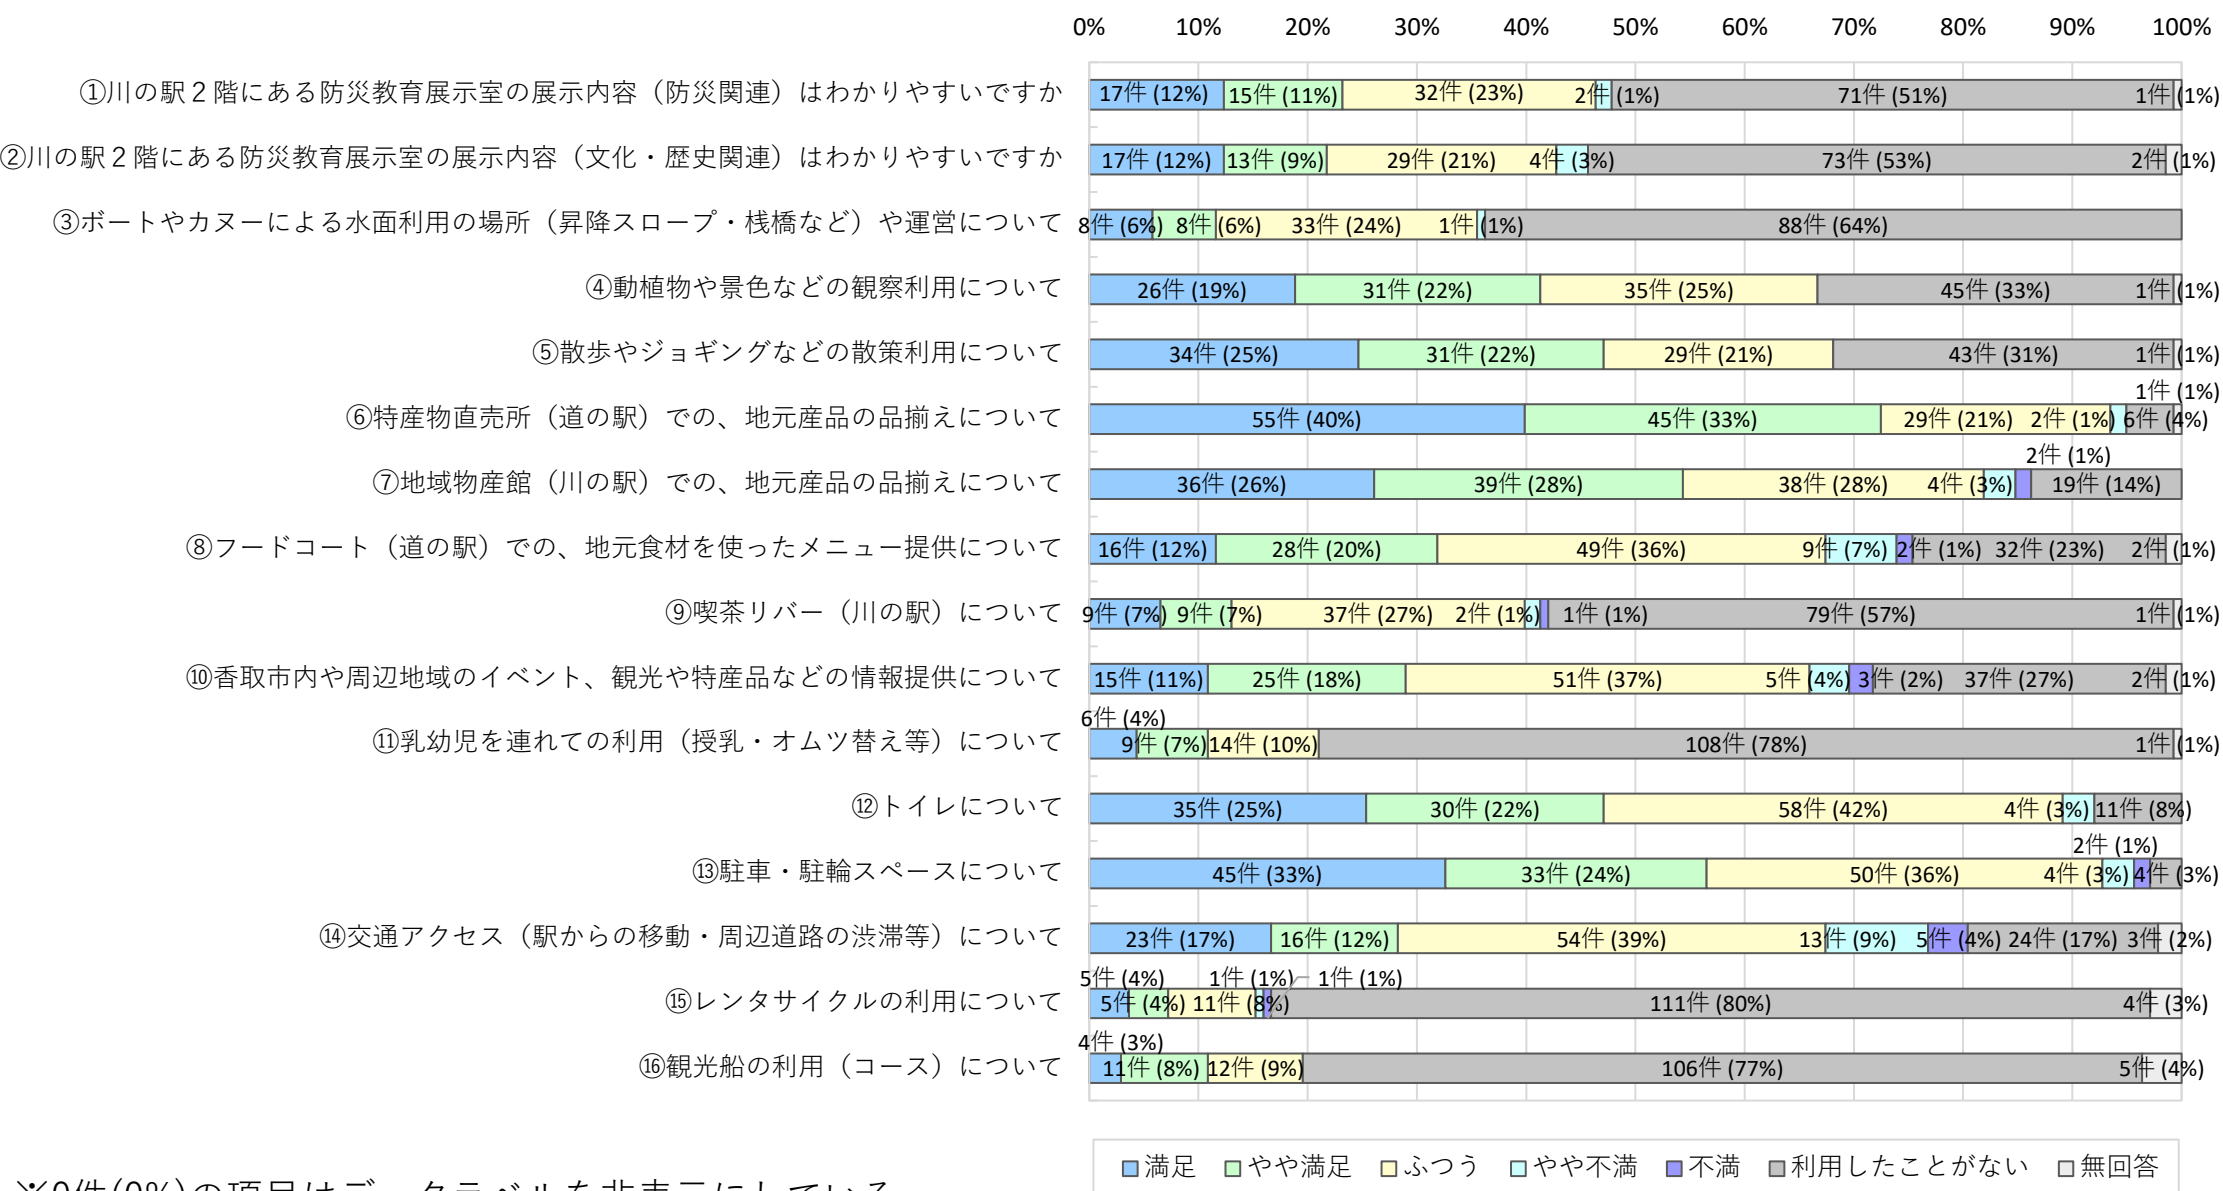 0% 10% 20% 30% 40% 50% 60% 70% 80% 90% 100%
①川の駅２階にある防災教育展示室の展示内容（防災関連）はわかりやすいですか 17件 (12%) 15件 (11%) 32件 (23%) 2件 (1%) 71件 (51%) 1件 (1%)
②川の駅２階にある防災教育展示室の展示内容（文化・歴史関連）はわかりやすいですか 17件 (12%) 13件 (9%) 29件 (21%) 4件 (3%) 73件 (53%) 2件 (1%)
③ボートやカヌーによる水面利用の場所（昇降スロープ・桟橋など）や運営について 8件 (6%) 8件 (6%) 33件 (24%) 1件 (1%) 88件 (64%)
④動植物や景色などの観察利用について 26件 (19%) 31件 (22%) 35件 (25%) 45件 (33%) 1件 (1%)
⑤散歩やジョギングなどの散策利用について 34件 (25%) 31件 (22%) 29件 (21%) 43件 (31%) 1件 (1%)
1件 (1%)
⑥特産物直売所（道の駅）での、地元産品の品揃えについて 55件 (40%) 45件 (33%) 29件 (21%) 2件 (1%) 6件 (4%)
2件 (1%)
⑦地域物産館（川の駅）での、地元産品の品揃えについて 36件 (26%) 39件 (28%) 38件 (28%) 4件 (3%) 19件 (14%)
⑧フードコート（道の駅）での、地元食材を使ったメニュー提供について 16件 (12%) 28件 (20%) 49件 (36%) 9件 (7%) 2件 (1%) 32件 (23%) 2件 (1%)
⑨喫茶リバー（川の駅）について 9件 (7%) 9件 (7%) 37件 (27%) 2件 (1%) 1件 (1%) 79件 (57%) 1件 (1%)
⑩香取市内や周辺地域のイベント、観光や特産品などの情報提供について 15件 (11%) 25件 (18%) 51件 (37%) 5件 (4%) 3件 (2%) 37件 (27%) 2件 (1%)
6件 (4%)
⑪乳幼児を連れての利用（授乳・オムツ替え等）について 9件 (7%) 14件 (10%) 108件 (78%) 1件 (1%)
⑫トイレについて 35件 (25%) 30件 (22%) 58件 (42%) 4件 (3%) 11件 (8%)
2件 (1%)
⑬駐車・駐輪スペースについて 45件 (33%) 33件 (24%) 50件 (36%) 4件 (3%) 4件 (3%)
⑭交通アクセス（駅からの移動・周辺道路の渋滞等）について 23件 (17%) 16件 (12%) 54件 (39%) 13件 (9%) 5件 (4%) 24件 (17%) 3件 (2%)
5件 (4%) 1件 (1%) 1件 (1%)
⑮レンタサイクルの利用について 5件 (4%) 11件 (8%) 111件 (80%) 4件 (3%)
4件 (3%)
⑯観光船の利用（コース）について 11件 (8%) 12件 (9%) 106件 (77%) 5件 (4%)
満足 やや満足 ふつう やや不満 不満 利用したことがない 無回答
※0件(0%)の項目はデータラベルを非表示にしている